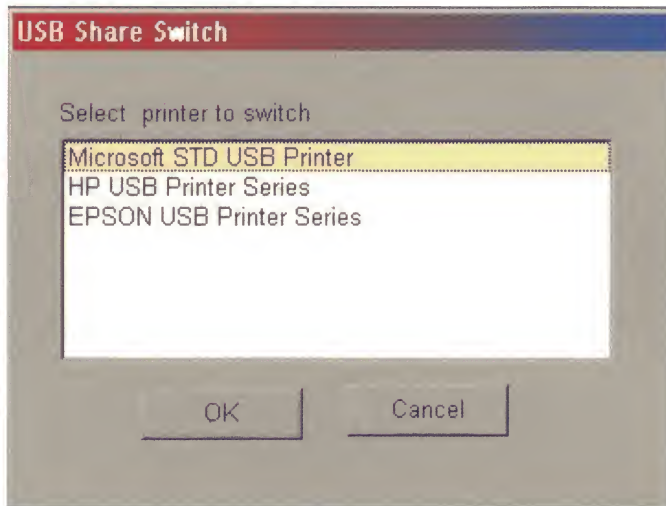 USB Share Switch
Select printer to switch
Microsoft STD USB Printer
HP USB Printer Series
EPSON USB Printer Series
OK
Cancel